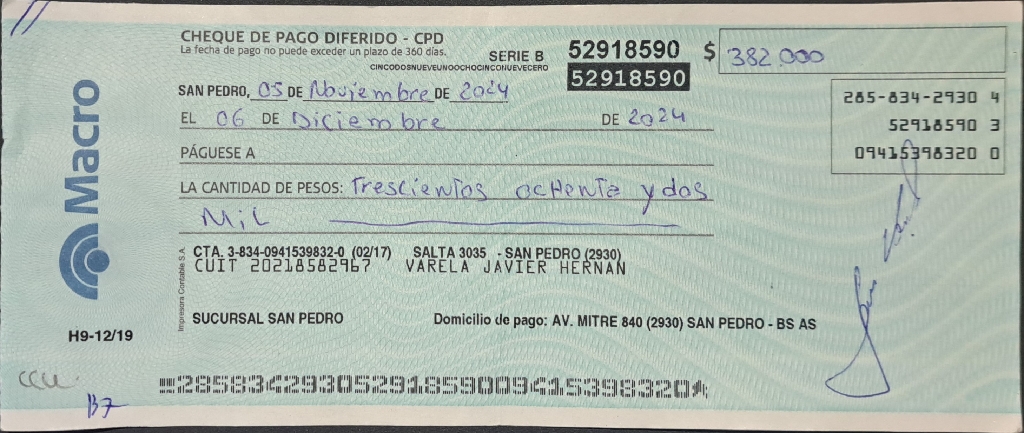 CHEQUE DE PAGO DIFERIDO - CPD
La fecha de pago no puede exceder un plazo de 360 días.
SERIE B 52918590 $ 382.000
CINCODOSNUEVEUNOOCHOCINCONUEVECERO
52918590
SAN PEDRO, 05 DE Noviembre DE 2024
EL 06 DE Diciembre DE 2024
285-834-2930 4
52918590 3
09415398320 0
PÁGUESE A
LA CANTIDAD DE PESOS: Trescientos ochenta y dos
Mil
Macro
CTA. 3-834-0941539832-0 (02/17) SALTA 3035 - SAN PEDRO (2930)
CUIT 20218582967 VARELA JAVIER HERNAN
Impresora Contable S.A.
SUCURSAL SAN PEDRO Domicilio de pago: AV. MITRE 840 (2930) SAN PEDRO - BS AS
H9-12/19
28583429305291859009415398320
B7